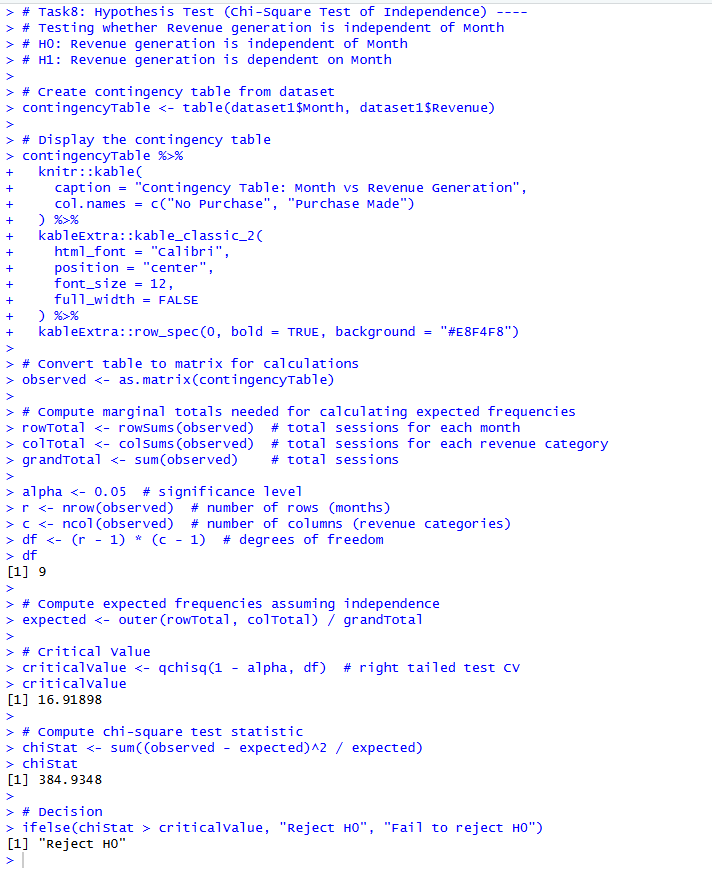 > # Task8: Hypothesis Test (Chi-Square Test of Independence) ----
> # Testing whether Revenue generation is independent of Month
> # H0: Revenue generation is independent of Month
> # H1: Revenue generation is dependent on Month
>
> # Create contingency table from dataset
> contingencyTable <- table(dataset1$Month, dataset1$Revenue)
>
> # Display the contingency table
> contingencyTable %>%
+   knitr::kable(
+     caption = "Contingency Table: Month vs Revenue Generation",
+     col.names = c("No Purchase", "Purchase Made")
+   ) %>%
+   kableExtra::kable_classic_2(
+     html_font = "Calibri",
+     position = "center",
+     font_size = 12,
+     full_width = FALSE
+   ) %>%
+   kableExtra::row_spec(0, bold = TRUE, background = "#E8F4F8")
>
> # Convert table to matrix for calculations
> observed <- as.matrix(contingencyTable)
>
> # Compute marginal totals needed for calculating expected frequencies
> rowTotal <- rowSums(observed)  # total sessions for each month
> colTotal <- colSums(observed)  # total sessions for each revenue category
> grandTotal <- sum(observed)    # total sessions
>
> alpha <- 0.05  # significance level
> r <- nrow(observed)  # number of rows (months)
> c <- ncol(observed)  # number of columns (revenue categories)
> df <- (r - 1) * (c - 1)  # degrees of freedom
> df
[1] 9
>
> # Compute expected frequencies assuming independence
> expected <- outer(rowTotal, colTotal) / grandTotal
>
> # Critical Value
> criticalValue <- qchisq(1 - alpha, df)  # right tailed test CV
> criticalValue
[1] 16.91898
>
> # Compute chi-square test statistic
> chiStat <- sum((observed - expected)^2 / expected)
> chiStat
[1] 384.9348
>
> # Decision
> ifelse(chiStat > criticalValue, "Reject H0", "Fail to reject H0")
[1] "Reject H0"
>